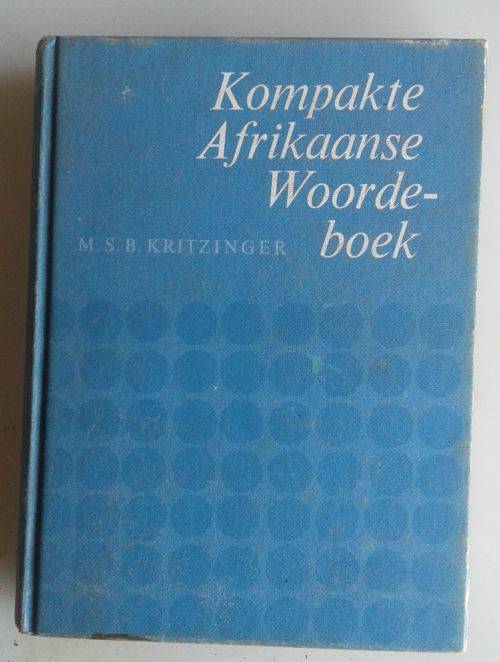 Kompakte
Afrikaanse
Woorde-
boek
M.S.B. KRITZINGER